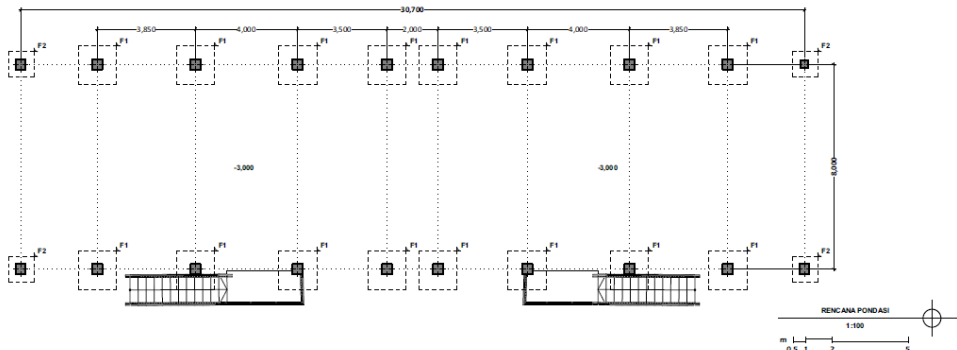 30,700
3,850 4,000 3,500 2,000 3,500 4,000 3,850
F2 F1 F1 F1 F1 F1 F1 F1 F1 F2
-3,000 -3,000
8,000
F2 F1 F1 F1 F1 F1 F1 F1 F1 F2
RENCANA PONDASI
1:100
m
0.5 1 2 5